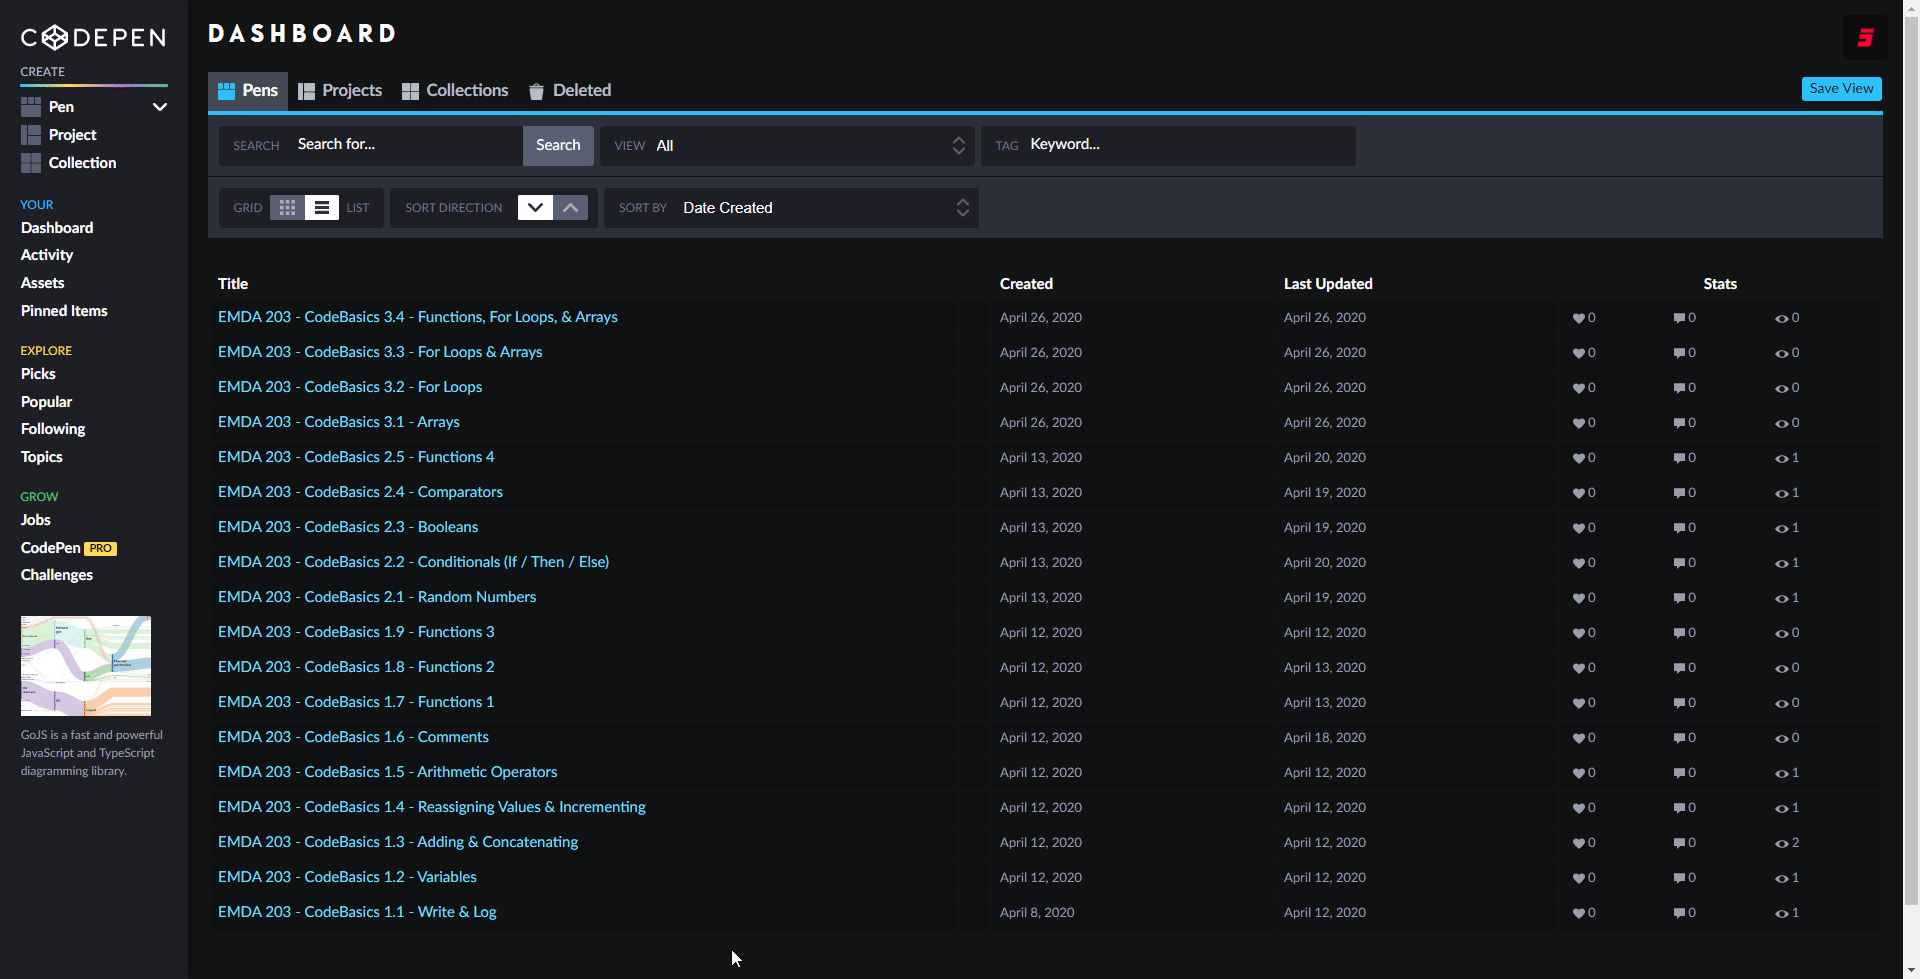 CODEPEN
DASHBOARD
CREATE
Pen
Project
Collection
YOUR
Dashboard
Activity
Assets
Pinned Items
EXPLORE
Picks
Popular
Following
Topics
GROW
Jobs
CodePen PRO
Challenges
GoJS is a fast and powerful
JavaScript and TypeScript
diagramming library.
Pens Projects Collections Deleted Save View
SEARCH Search for... Search VIEW All TAG Keyword...
GRID LIST SORT DIRECTION SORT BY Date Created
Title Created Last Updated Stats
EMDA 203 - CodeBasics 3.4 - Functions, For Loops, & Arrays April 26, 2020 April 26, 2020 0 0 0
EMDA 203 - CodeBasics 3.3 - For Loops & Arrays April 26, 2020 April 26, 2020 0 0 0
EMDA 203 - CodeBasics 3.2 - For Loops April 26, 2020 April 26, 2020 0 0 0
EMDA 203 - CodeBasics 3.1 - Arrays April 26, 2020 April 26, 2020 0 0 0
EMDA 203 - CodeBasics 2.5 - Functions 4 April 13, 2020 April 20, 2020 0 0 1
EMDA 203 - CodeBasics 2.4 - Comparators April 13, 2020 April 19, 2020 0 0 1
EMDA 203 - CodeBasics 2.3 - Booleans April 13, 2020 April 19, 2020 0 0 1
EMDA 203 - CodeBasics 2.2 - Conditionals (If / Then / Else) April 13, 2020 April 20, 2020 0 0 1
EMDA 203 - CodeBasics 2.1 - Random Numbers April 13, 2020 April 19, 2020 0 0 1
EMDA 203 - CodeBasics 1.9 - Functions 3 April 12, 2020 April 12, 2020 0 0 0
EMDA 203 - CodeBasics 1.8 - Functions 2 April 12, 2020 April 13, 2020 0 0 0
EMDA 203 - CodeBasics 1.7 - Functions 1 April 12, 2020 April 13, 2020 0 0 0
EMDA 203 - CodeBasics 1.6 - Comments April 12, 2020 April 18, 2020 0 0 0
EMDA 203 - CodeBasics 1.5 - Arithmetic Operators April 12, 2020 April 12, 2020 0 0 1
EMDA 203 - CodeBasics 1.4 - Reassigning Values & Incrementing April 12, 2020 April 12, 2020 0 0 1
EMDA 203 - CodeBasics 1.3 - Adding & Concatenating April 12, 2020 April 12, 2020 0 0 2
EMDA 203 - CodeBasics 1.2 - Variables April 12, 2020 April 12, 2020 0 0 1
EMDA 203 - CodeBasics 1.1 - Write & Log April 8, 2020 April 12, 2020 0 0 1